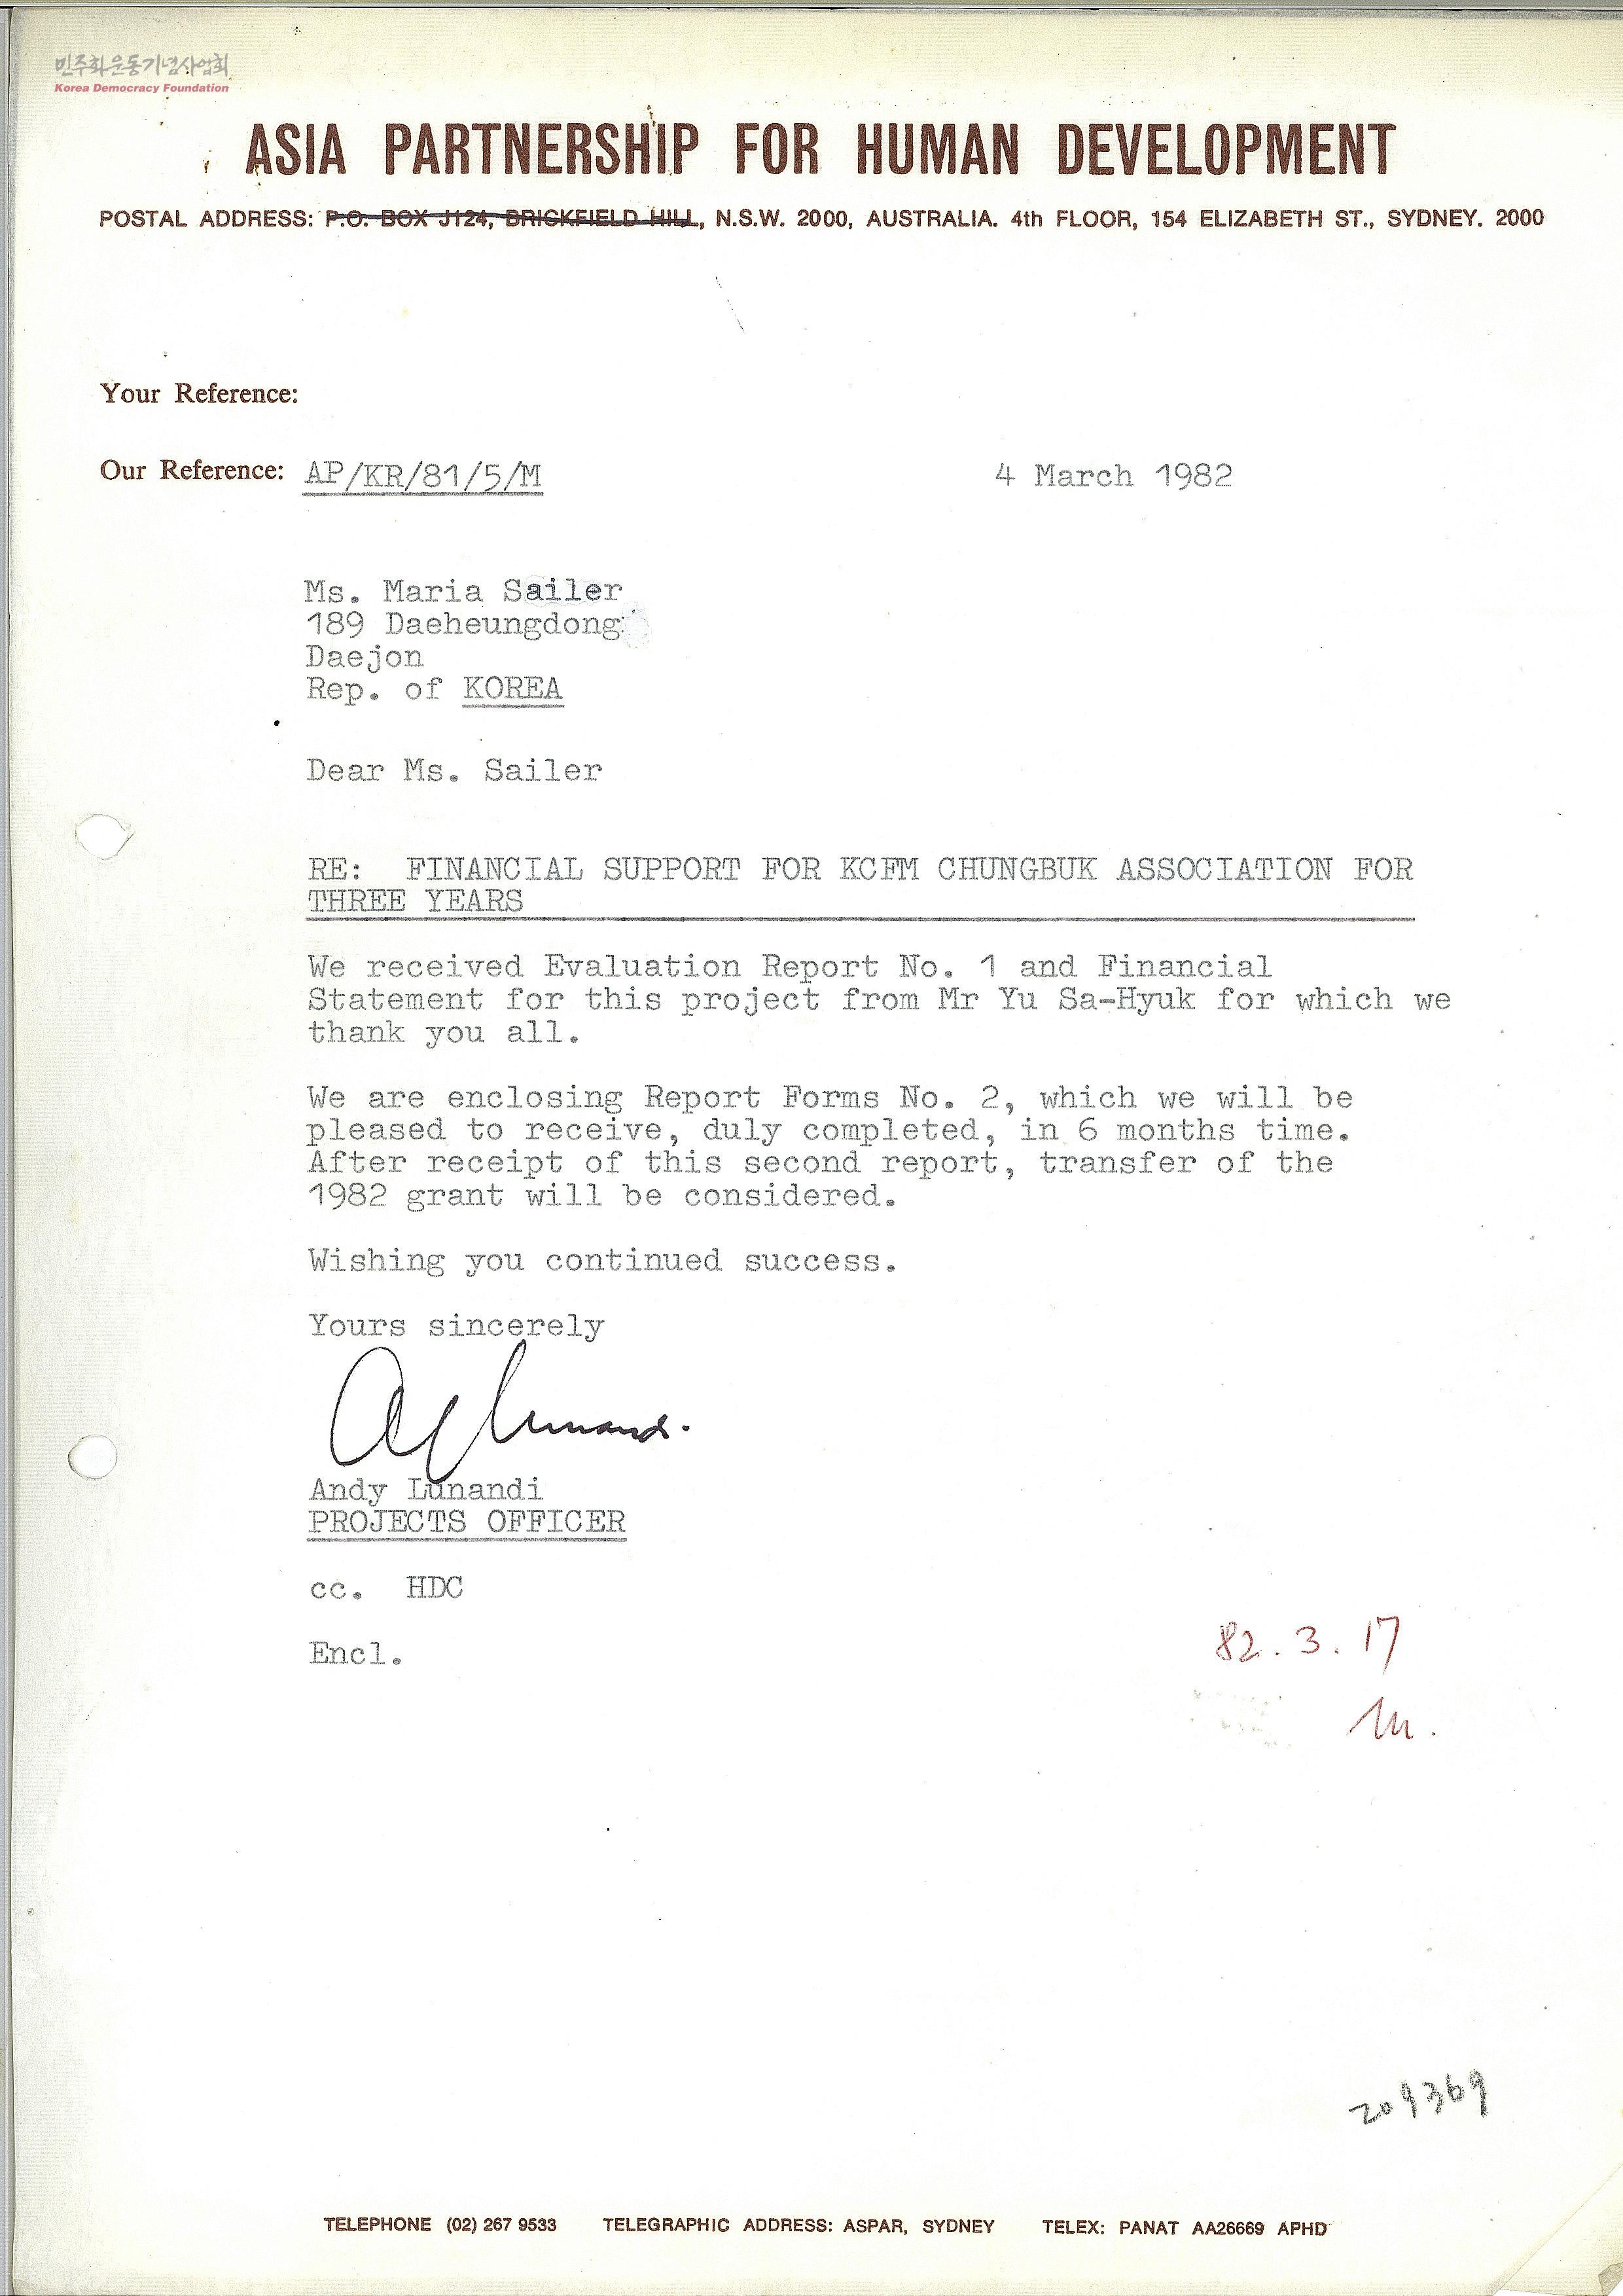 민주화운동기념사업회
Korea Democracy Foundation
ASIA PARTNERSHIP FOR HUMAN DEVELOPMENT
POSTAL ADDRESS: P.O. BOX J124, BRICKFIELD HILL, N.S.W. 2000, AUSTRALIA. 4th FLOOR, 154 ELIZABETH ST., SYDNEY. 2000
Your Reference:
Our Reference: AP/KR/81/5/M 4 March 1982
Ms. Maria Sailer
189 Daeheungdong
Daejon
Rep. of KOREA
Dear Ms. Sailer
RE: FINANCIAL SUPPORT FOR KCFM CHUNGBUK ASSOCIATION FOR
THREE YEARS
We received Evaluation Report No. 1 and Financial
Statement for this project from Mr Yu Sa-Hyuk for which we
thank you all.
We are enclosing Report Forms No. 2, which we will be
pleased to receive, duly completed, in 6 months time.
After receipt of this second report, transfer of the
1982 grant will be considered.
Wishing you continued success.
Yours sincerely
Andy Lunandi
PROJECTS OFFICER
cc. HDC
Encl.
82.3.17
209369
TELEPHONE (02) 267 9533 TELEGRAPHIC ADDRESS: ASPAR, SYDNEY TELEX: PANAT AA26669 APHD